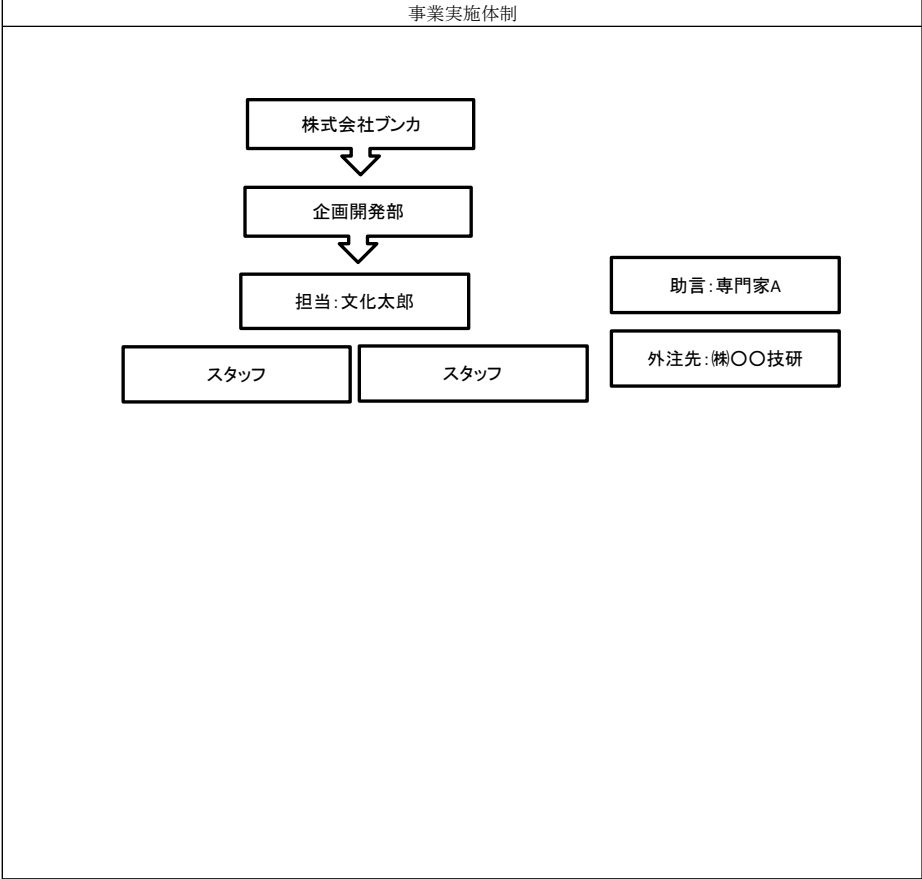 事業実施体制
株式会社ブンカ
企画開発部
担当：文化太郎
スタッフ
スタッフ
助言：専門家A
外注先：㈱〇〇技研